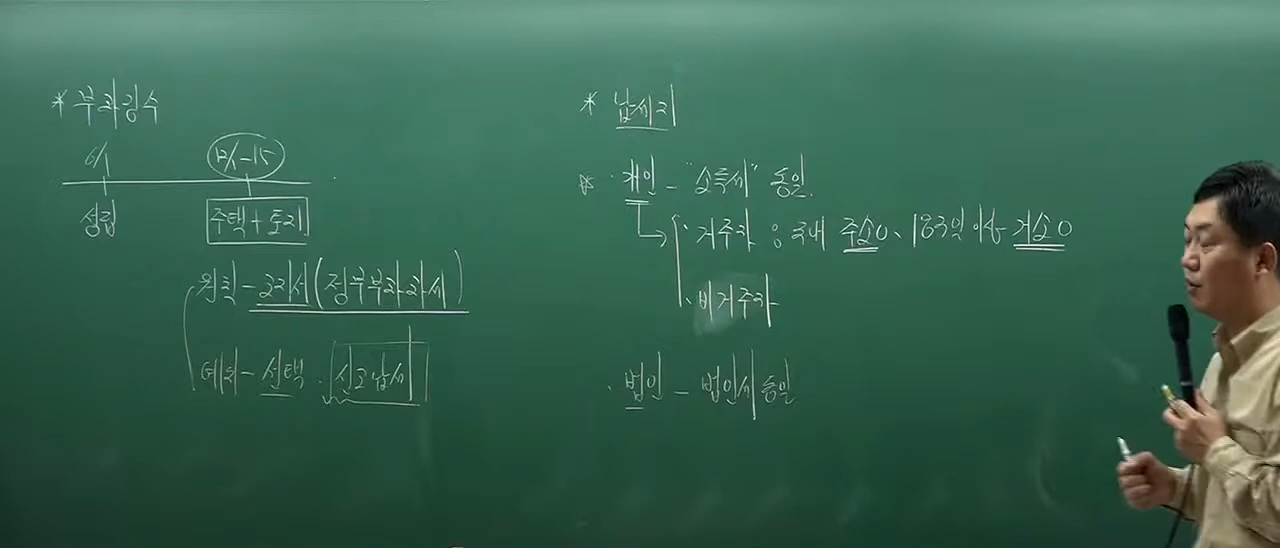 * 부과징수
6/1 12/1-15
성립 주택+토지
원칙 - 고지서 (정부부과과세)
예외 - 선택 · 신고납세
* 납세지
* · 개인 - "소득세" 동일.
· 거주자 : 국내 주소 0, 183일 이상 거소 0
· 비거주자
· 법인 - 법인세 동일